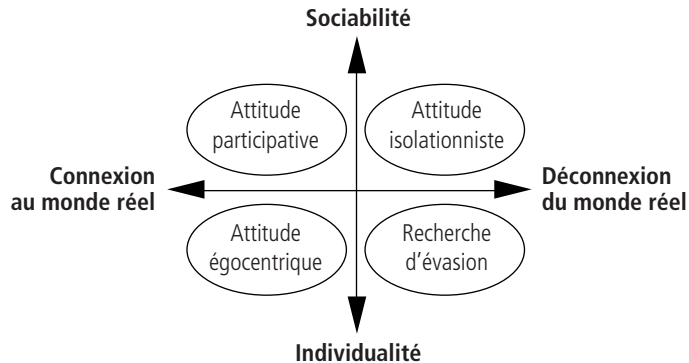 Sociabilité
Attitude
participative
Attitude
isolationniste
Connexion
au monde réel
Déconnexion
du monde réel
Attitude
égocentrique
Recherche
d’évasion
Individualité